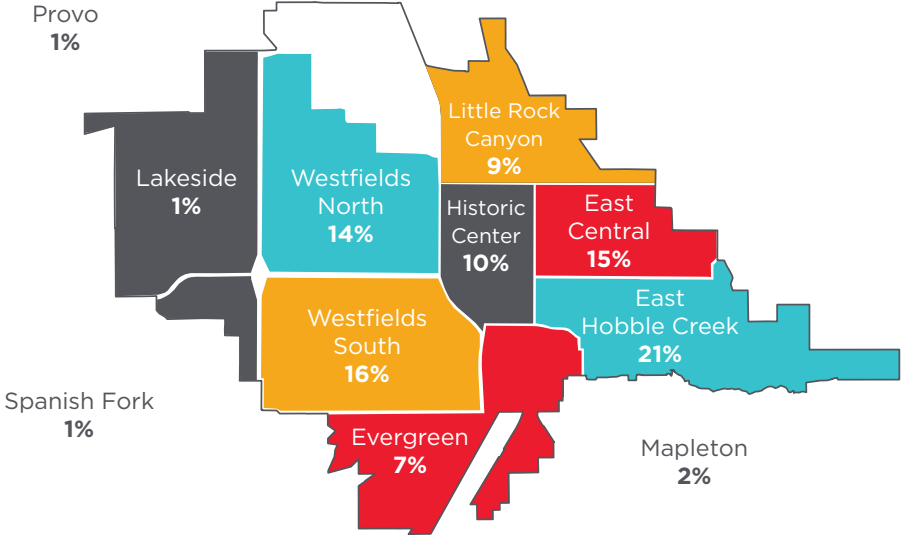 Provo
1%
Little Rock
Canyon
9%
Lakeside
1%
Westfields
North
14%
Historic
Center
10%
East
Central
15%
East
Hobble Creek
21%
Westfields
South
16%
Spanish Fork
1%
Evergreen
7%
Mapleton
2%